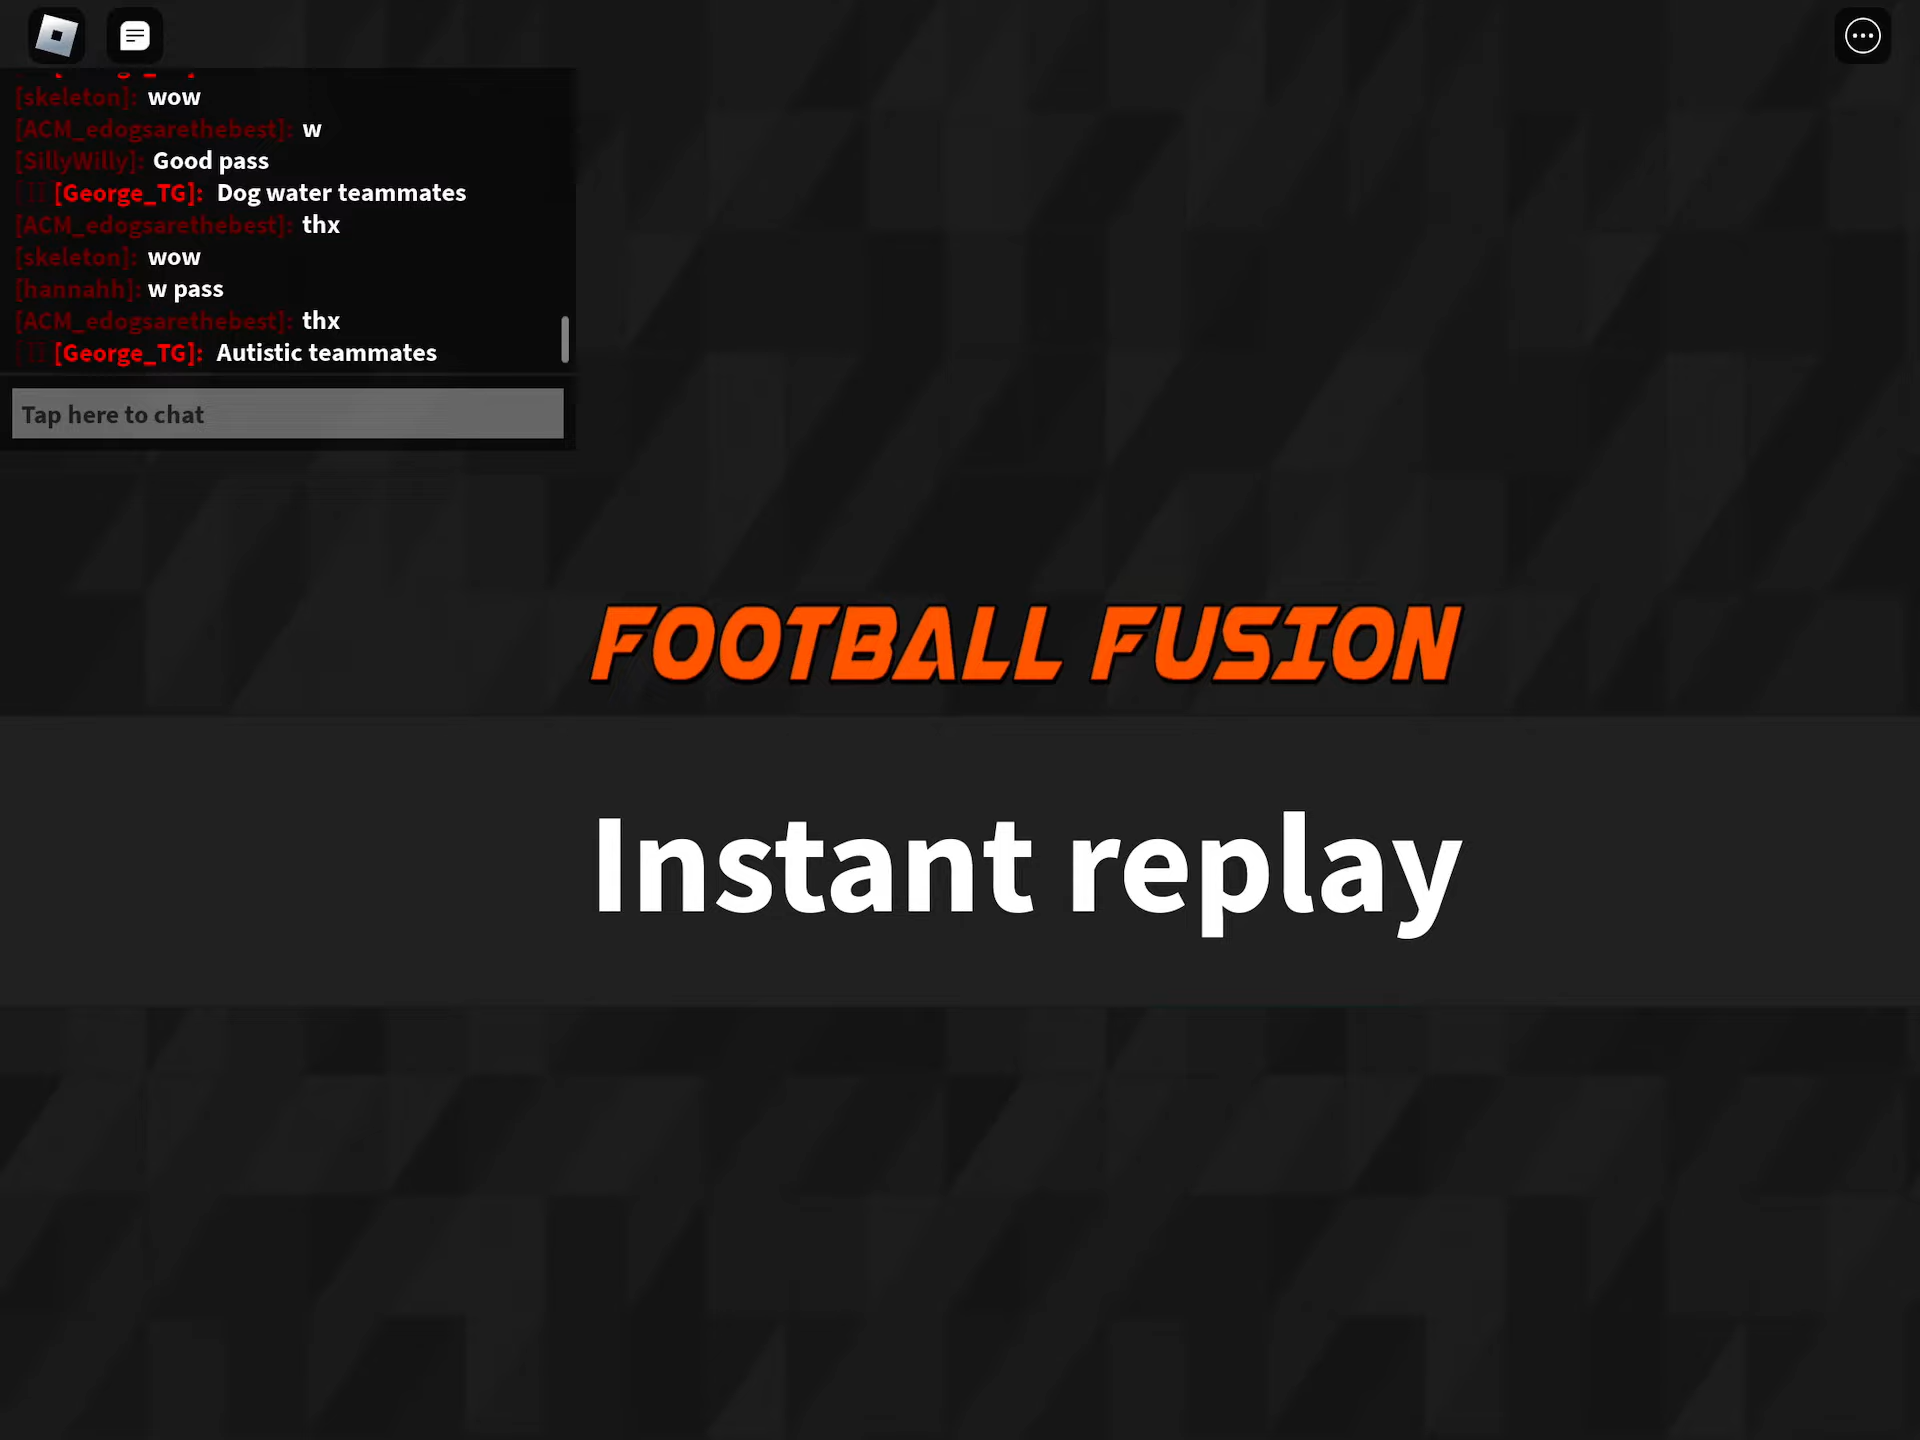 [skeleton]: wow
[ACM_edogsarethebest]: w
[SillyWilly]: Good pass
[George_TG]: Dog water teammates
[ACM_edogsarethebest]: thx
[skeleton]: wow
[hannahh]: w pass
[ACM_edogsarethebest]: thx
[George_TG]: Autistic teammates
Tap here to chat
FOOTBALL FUSION
Instant replay